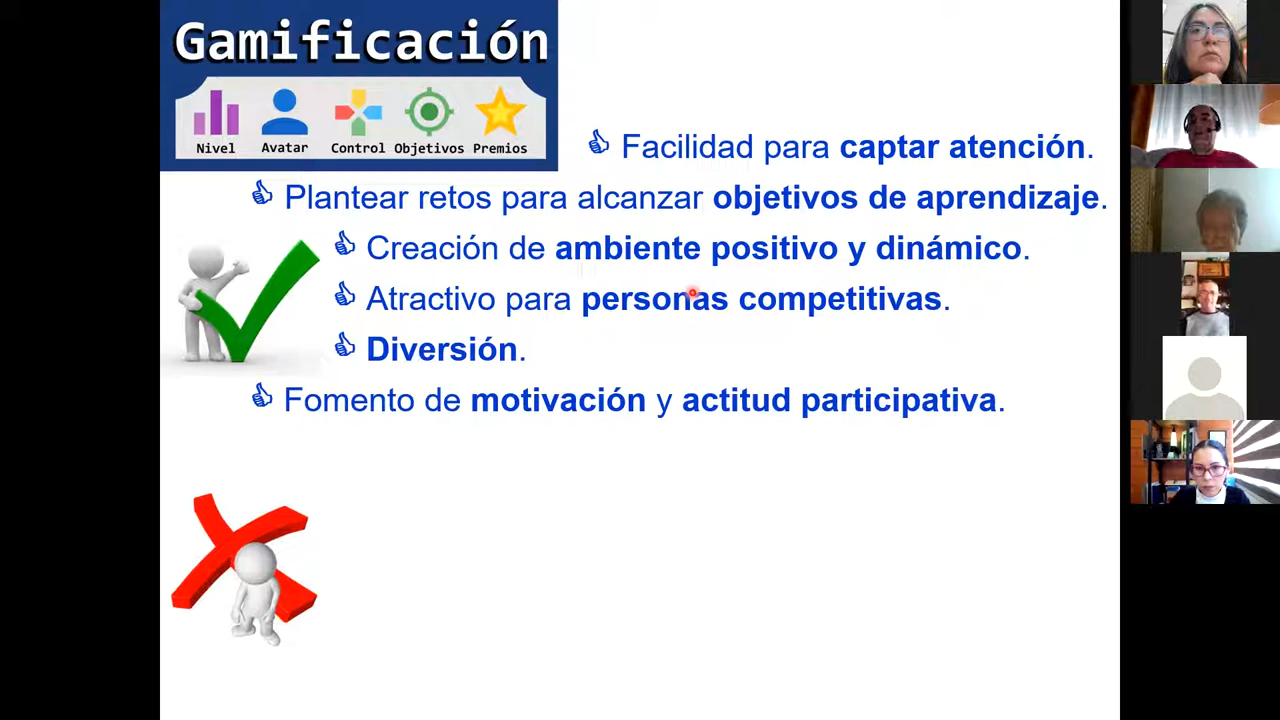 Gamificación
Nivel Avatar Control Objetivos Premios
Facilidad para captar atención.
Plantear retos para alcanzar objetivos de aprendizaje.
Creación de ambiente positivo y dinámico.
Atractivo para personas competitivas.
Diversión.
Fomento de motivación y actitud participativa.